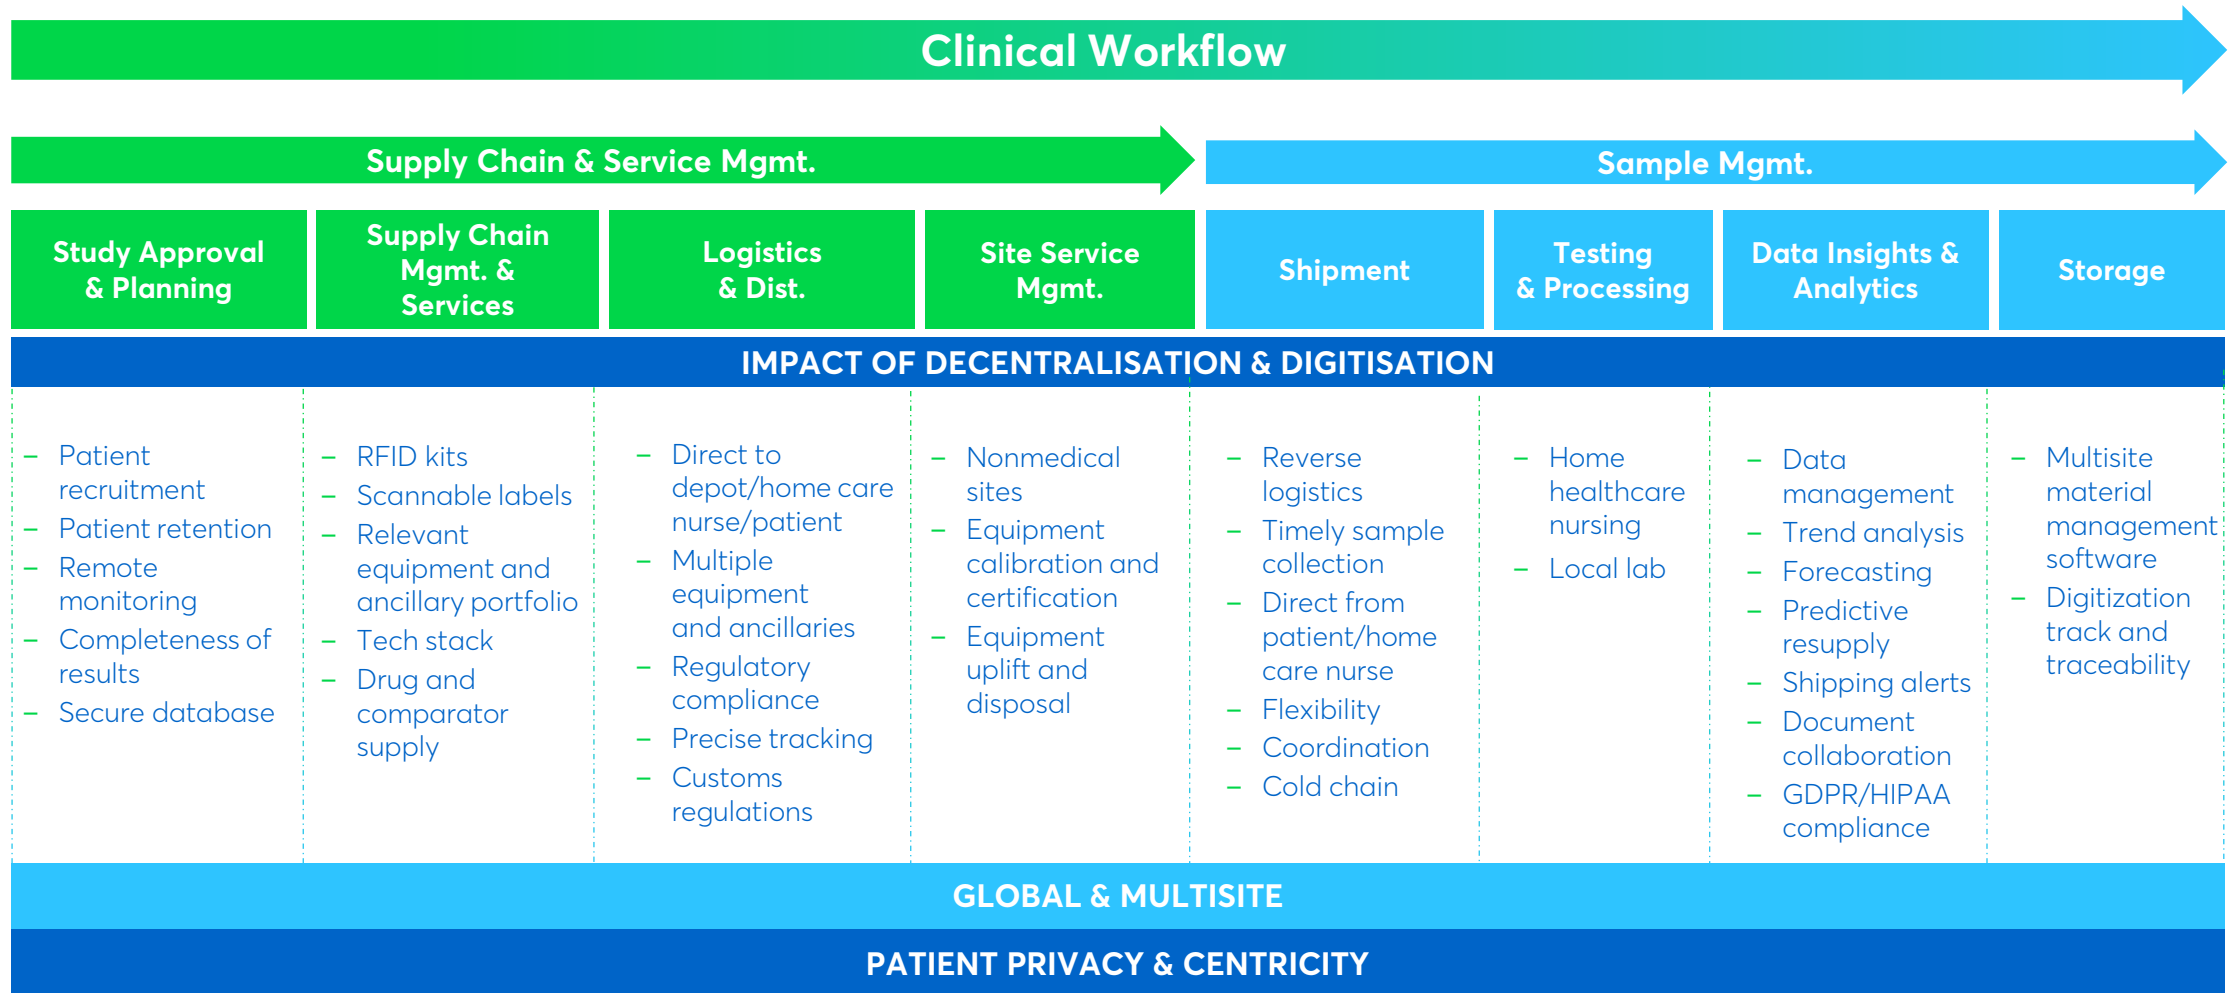 Clinical Workflow
Supply Chain & Service Mgmt.
Sample Mgmt.
Study Approval
& Planning
Supply Chain
Mgmt. &
Services
Logistics
& Dist.
Site Service
Mgmt.
Shipment
Testing
& Processing
Data Insights &
Analytics
Storage
IMPACT OF DECENTRALISATION & DIGITISATION
– Patient
recruitment
– Patient retention
– Remote
monitoring
– Completeness of
results
– Secure database
– RFID kits
– Scannable labels
– Relevant
equipment and
ancillary portfolio
– Tech stack
– Drug and
comparator
supply
– Direct to
depot/home care
nurse/patient
– Multiple
equipment
and ancillaries
– Regulatory
compliance
– Precise tracking
– Customs
regulations
– Nonmedical
sites
– Equipment
calibration and
certification
– Equipment
uplift and
disposal
– Reverse
logistics
– Timely sample
collection
– Direct from
patient/home
care nurse
– Flexibility
– Coordination
– Cold chain
– Home
healthcare
nursing
– Local lab
– Data
management
– Trend analysis
– Forecasting
– Predictive
resupply
– Shipping alerts
– Document
collaboration
– GDPR/HIPAA
compliance
– Multisite
material
management
software
– Digitization
track and
traceability
GLOBAL & MULTISITE
PATIENT PRIVACY & CENTRICITY